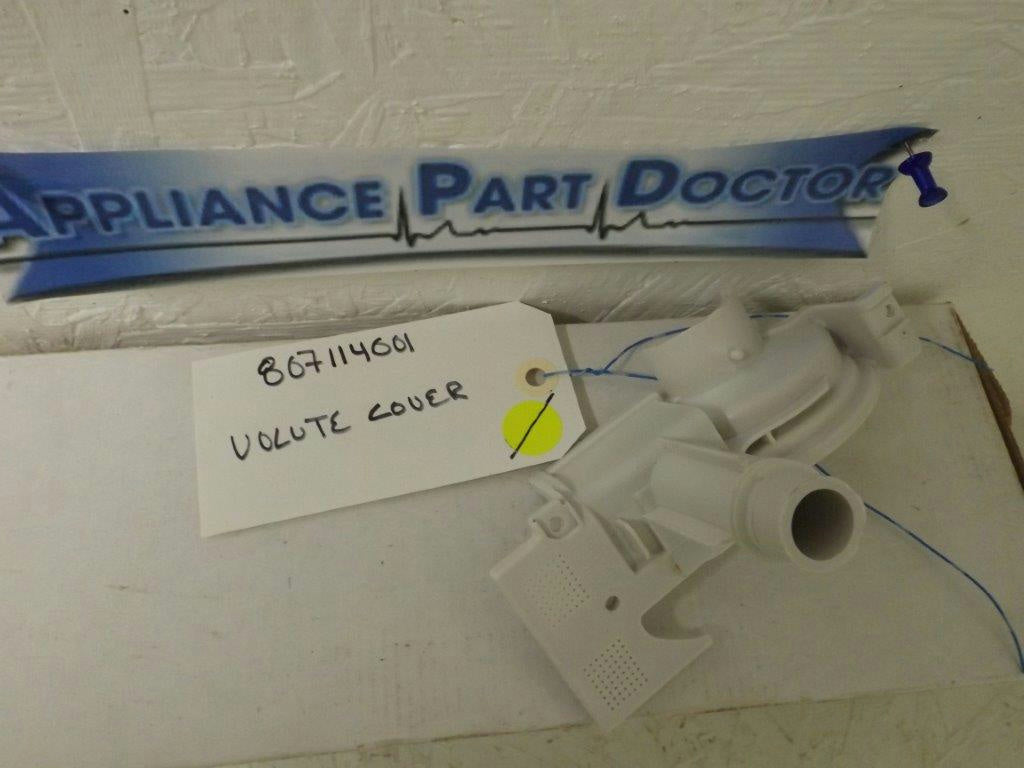 APPLIANCE PART DOCTOR
807114001
VOLUTE COVER